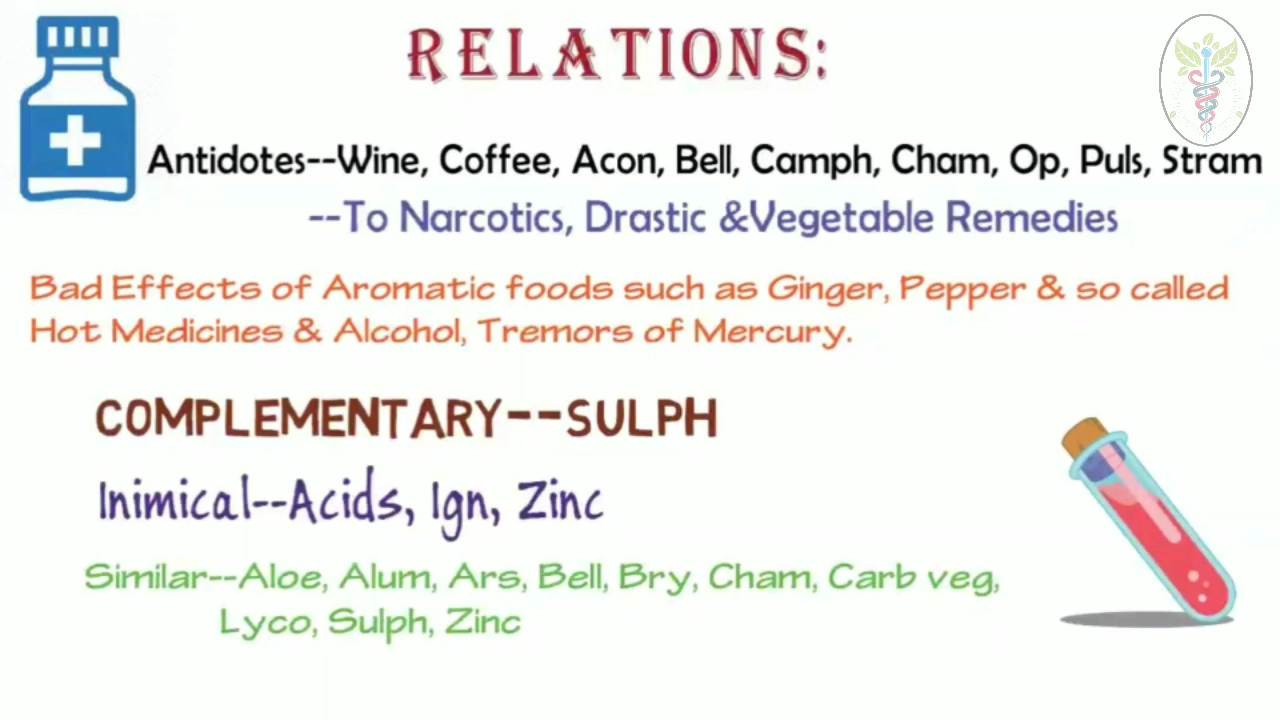 RELATIONS:
Antidotes--Wine, Coffee, Acon, Bell, Camph, Cham, Op, Puls, Stram
--To Narcotics, Drastic &Vegetable Remedies
Bad Effects of Aromatic foods such as Ginger, Pepper & so called
Hot Medicines & Alcohol, Tremors of Mercury.
COMPLEMENTARY--SULPH
Inimical--Acids, Ign, Zinc
Similar--Aloe, Alum, Ars, Bell, Bry, Cham, Carb veg,
Lyco, Sulph, Zinc